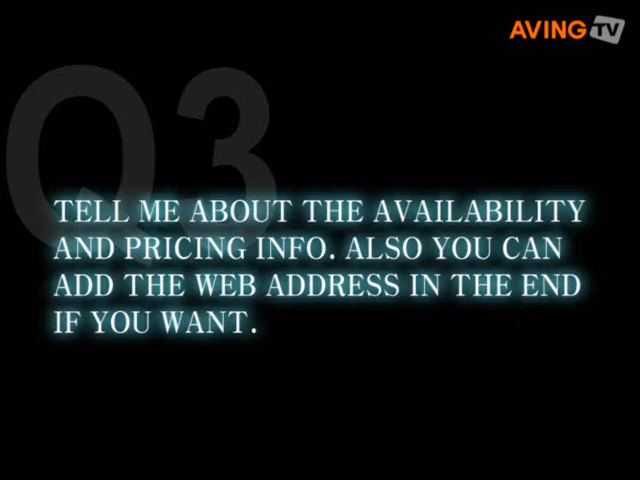 AVING TV
Q3
TELL ME ABOUT THE AVAILABILITY
AND PRICING INFO. ALSO YOU CAN
ADD THE WEB ADDRESS IN THE END
IF YOU WANT.